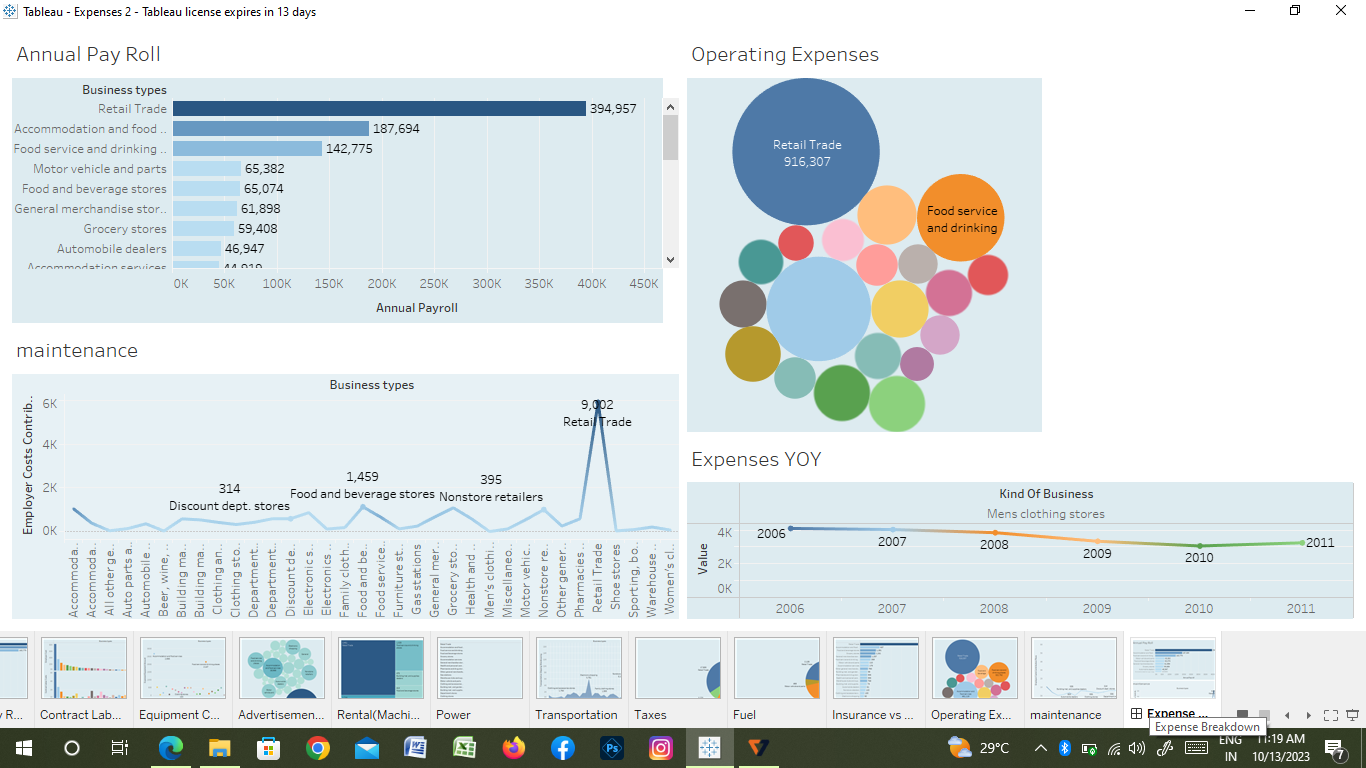 Tableau - Expenses 2 - Tableau license expires in 13 days
Annual Pay Roll
Business types
Retail Trade
394,957
Accommodation and food ..
187,694
Food service and drinking ..
142,775
Motor vehicle and parts
65,382
Food and beverage stores
65,074
General merchandise stor..
61,898
Grocery stores
59,408
Automobile dealers
46,947
Accommodation services
44,919
0K 50K 100K 150K 200K 250K 300K 350K 400K 450K
Annual Payroll
Operating Expenses
Retail Trade
916,307
Food service
and drinking
maintenance
Business types
Employer Costs Contrib..
6K
4K
2K
0K
9,002
Retail Trade
1,459
Food and beverage stores
395
Nonstore retailers
314
Discount dept. stores
Accommoda..
Accommoda..
All other ge..
Auto parts a..
Automobile ..
Beer, wine, ..
Building ma..
Building ma..
Clothing an..
Clothing sto..
Department..
Department..
Discount de..
Electronic s..
Electronics ..
Family cloth..
Food and be..
Food service..
Furniture st..
Gas stations
General mer..
Grocery sto..
Health and ..
Men's clothi..
Miscellaneo..
Motor vehic..
Nonstore re..
Other gener..
Pharmacies ..
Retail Trade
Shoe stores
Sporting, bo..
Warehouse ..
Women's cl..
Expenses YOY
Kind Of Business
Mens clothing stores
Value
4K
2K
0K
2006
2007
2008
2009
2010
2011
2006 2007 2008 2009 2010 2011
y R...
Contract Lab...
Equipment C...
Advertisemen...
Rental(Machi...
Power
Transportation
Taxes
Fuel
Insurance vs ...
Operating Ex...
maintenance
Expense ...
Expense Breakdown
29°C
ENG
IN
11:19 AM
10/13/2023
7